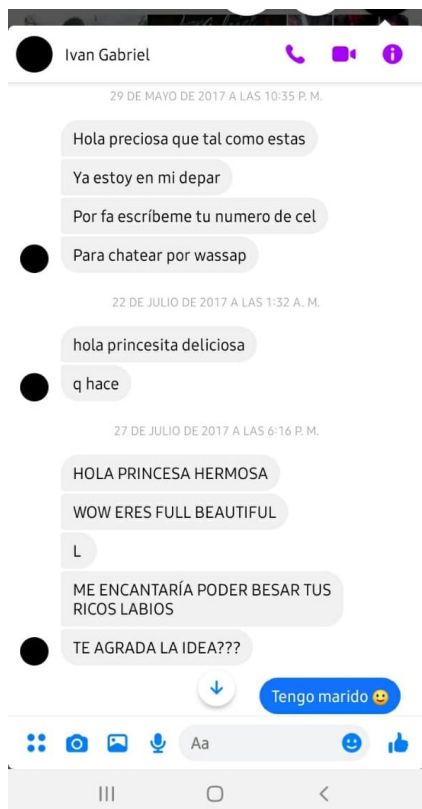 Ivan Gabriel
29 DE MAYO DE 2017 A LAS 10:35 P. M.
Hola preciosa que tal como estas
Ya estoy en mi depar
Por fa escríbeme tu numero de cel
Para chatear por wassap
22 DE JULIO DE 2017 A LAS 1:32 A. M.
hola princesita deliciosa
q hace
27 DE JULIO DE 2017 A LAS 6:16 P. M.
HOLA PRINCESA HERMOSA
WOW ERES FULL BEAUTIFUL
L
ME ENCANTARÍA PODER BESAR TUS
RICOS LABIOS
TE AGRADA LA IDEA???
Tengo marido 😀
Aa